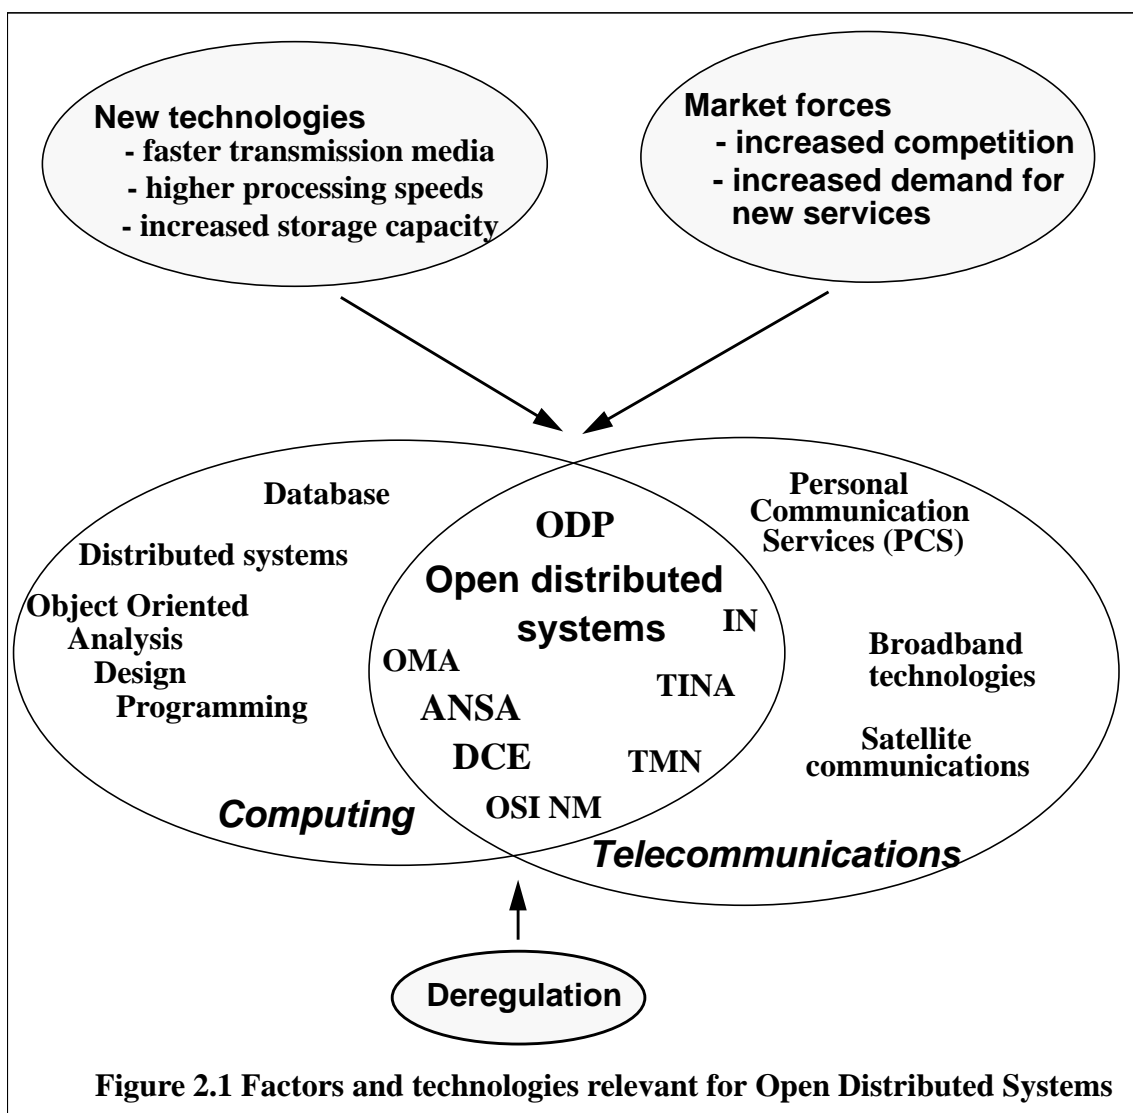 New technologies
- faster transmission media
- higher processing speeds
- increased storage capacity
Market forces
- increased competition
- increased demand for
new services
Database
Distributed systems
Object Oriented
Analysis
Design
Programming
Computing
ODP
Open distributed
systems
IN
OMA
TINA
ANSA
DCE
TMN
OSI NM
Personal
Communication
Services (PCS)
Broadband
technologies
Satellite
communications
Telecommunications
Deregulation
Figure 2.1 Factors and technologies relevant for Open Distributed Systems